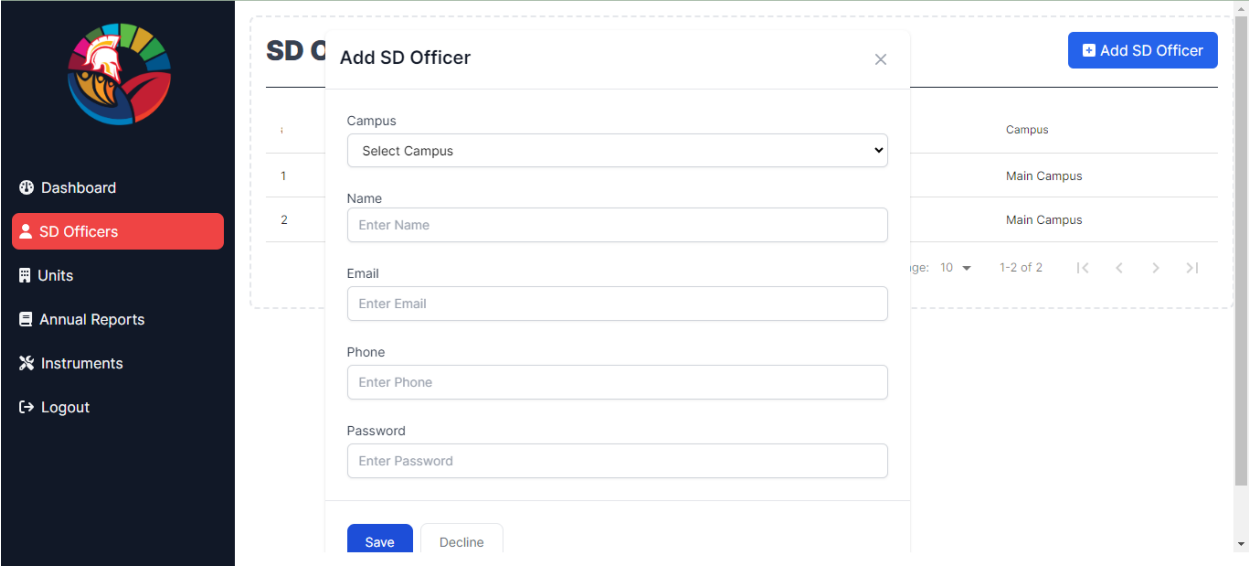 SD O
Add SD Officer
Add SD Officer
Campus
Select Campus
Campus
Dashboard
1
Main Campus
Name
Enter Name
SD Officers
2
Main Campus
Units
Email
ge: 10
1-2 of 2
Enter Email
Annual Reports
Phone
Instruments
Enter Phone
Logout
Password
Enter Password
Save
Decline